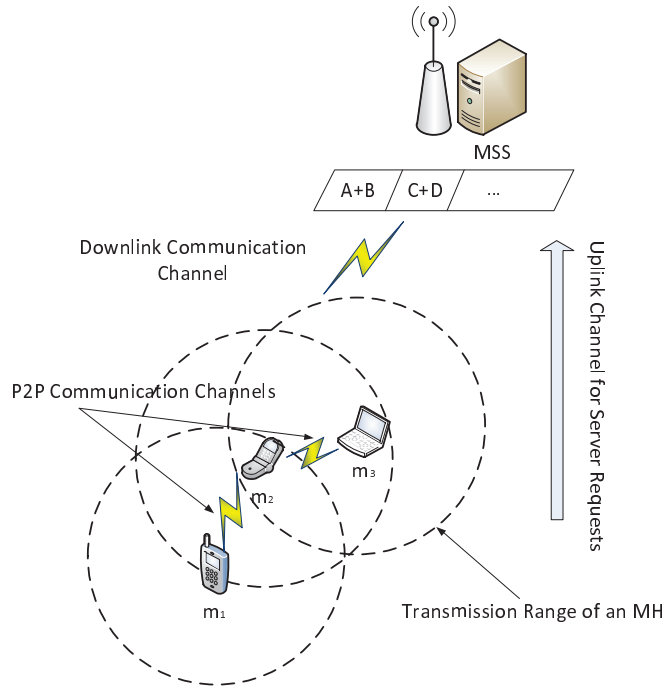 MSS
A+B
C+D
...
Downlink Communication
Channel
Uplink Channel for Server Requests
P2P Communication Channels
m3
m2
m1
Transmission Range of an MH